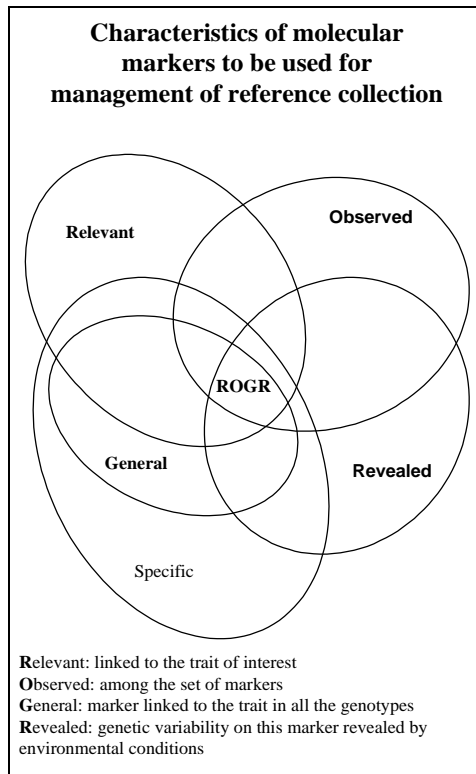 Characteristics of molecular
markers to be used for
management of reference collection
Observed
Relevant
ROGR
General
Revealed
Specific
Relevant: linked to the trait of interest
Observed: among the set of markers
General: marker linked to the trait in all the genotypes
Revealed: genetic variability on this marker revealed by
environmental conditions